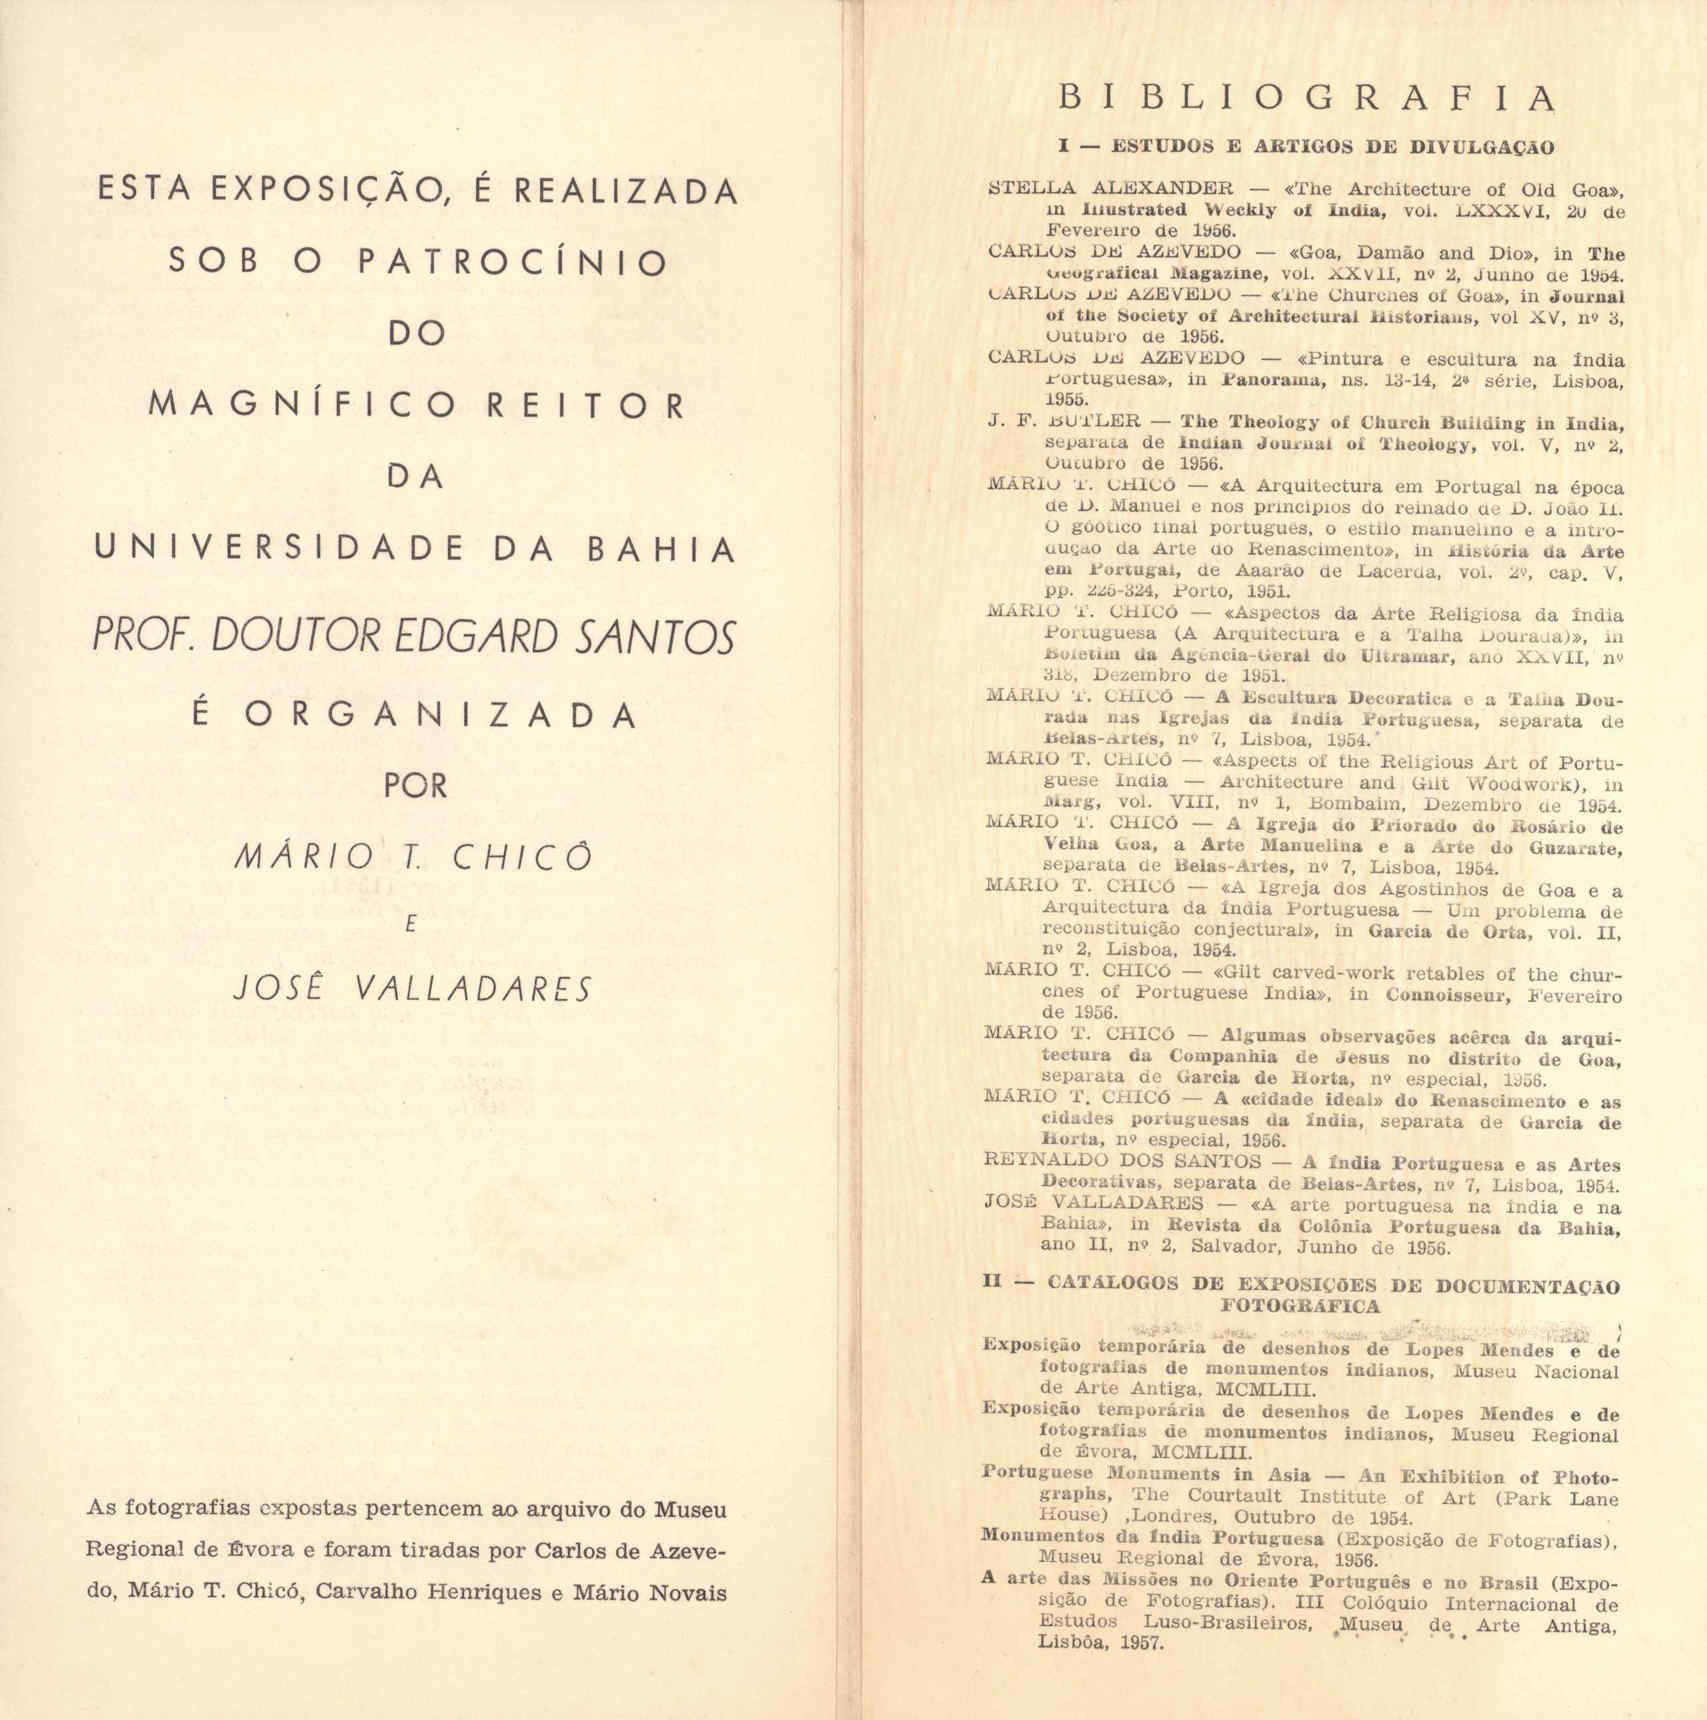 ESTA EXPOSIÇÃO, É REALIZADA
SOB O PATROCÍNIO
DO
MAGNÍFICO REITOR
DA
UNIVERSIDADE DA BAHIA
PROF. DOUTOR EDGARD SANTOS
É ORGANIZADA
POR
MÁRIO T. CHICÔ
E
JOSÊ VALLADARES
As fotografias expostas pertencem ao arquivo do Museu
Regional de Évora e foram tiradas por Carlos de Azeve-
do, Mário T. Chicó, Carvalho Henriques e Mário Novais
BIBLIOGRAFIA
I — ESTUDOS E ARTIGOS DE DIVULGAÇÃO
STELLA ALEXANDER — «The Architecture of Old Goa»,
in Illustrated Weckly of India, vol. LXXXVI, 20 de
Fevereiro de 1956.
CARLOS DE AZEVEDO — «Goa, Damão and Dio», in The
Geografical Magazine, vol. XXVII, nº 2, Junho de 1954.
CARLOS DE AZEVEDO — «The Churches of Goa», in Journal
of the Society of Architectural Historians, vol XV, nº 3,
Outubro de 1956.
CARLOS DE AZEVEDO — «Pintura e escultura na Índia
Portuguesa», in Panorama, ns. 13-14, 2ª série, Lisboa,
1955.
J. F. BUTLER — The Theology of Church Building in India,
separata de Indian Journal of Theology, vol. V, nº 2,
Outubro de 1956.
MÁRIO T. CHICÓ — «A Arquitectura em Portugal na época
de D. Manuel e nos princípios do reinado de D. João II.
O góotico final português, o estilo manuelino e a intro-
dução da Arte do Renascimento», in História da Arte
em Portugal, de Aaarão de Lacerda, vol. 2º, cap. V,
pp. 225-324, Porto, 1951.
MÁRIO T. CHICÓ — «Aspectos da Arte Religiosa da Índia
Portuguesa (A Arquitectura e a Talha Dourada)», in
Boletim da Agência-Geral do Ultramar, ano XXVII, nº
318, Dezembro de 1951.
MÁRIO T. CHICÓ — A Escultura Decoratica e a Talha Dou-
rada nas Igrejas da Índia Portuguesa, separata de
Belas-Artes, nº 7, Lisboa, 1954.
MÁRIO T. CHICÓ — «Aspects of the Religious Art of Portu-
guese India — Architecture and Gilt Woodwork), in
Marg, vol. VIII, nº 1, Bombaim, Dezembro de 1954.
MÁRIO T. CHICÓ — A Igreja do Priorado do Rosário de
Velha Goa, a Arte Manuelina e a Arte do Guzarate,
separata de Belas-Artes, nº 7, Lisboa, 1954.
MÁRIO T. CHICÓ — «A Igreja dos Agostinhos de Goa e a
Arquitectura da Índia Portuguesa — Um problema de
reconstituição conjectural», in Garcia de Orta, vol. II,
nº 2, Lisboa, 1954.
MÁRIO T. CHICÓ — «Gilt carved-work retables of the chur-
ches of Portuguese India», in Connoisseur, Fevereiro
de 1956.
MÁRIO T. CHICÓ — Algumas observações acêrca da arqui-
tectura da Companhia de Jesus no distrito de Goa,
separata de Garcia de Horta, nº especial, 1956.
MÁRIO T. CHICÓ — A «cidade ideal» do Renascimento e as
cidades portuguesas da Índia, separata de Garcia de
Horta, nº especial, 1956.
REYNALDO DOS SANTOS — A Índia Portuguesa e as Artes
Decorativas, separata de Belas-Artes, nº 7, Lisboa, 1954.
JOSÉ VALLADARES — «A arte portuguesa na Índia e na
Bahia», in Revista da Colônia Portuguesa da Bahia,
ano II, nº 2, Salvador, Junho de 1956.
II — CATÁLOGOS DE EXPOSIÇÕES DE DOCUMENTAÇÃO
FOTOGRÁFICA
Exposição temporária de desenhos de Lopes Mendes e de
fotografias de monumentos indianos, Museu Nacional
de Arte Antiga, MCMLIII.
Exposição temporária de desenhos de Lopes Mendes e de
fotografias de monumentos indianos, Museu Regional
de Évora, MCMLIII.
Portuguese Monuments in Asia — An Exhibition of Photo-
graphs, The Courtault Institute of Art (Park Lane
House) ,Londres, Outubro de 1954.
Monumentos da Índia Portuguesa (Exposição de Fotografias),
Museu Regional de Évora, 1956.
A arte das Missões no Oriente Português e no Brasil (Expo-
sição de Fotografias). III Colóquio Internacional de
Estudos Luso-Brasileiros, Museu de Arte Antiga,
Lisbôa, 1957.